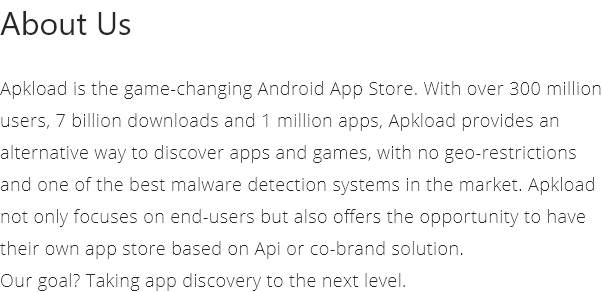 About Us
Apkload is the game-changing Android App Store. With over 300 million
users, 7 billion downloads and 1 million apps, Apkload provides an
alternative way to discover apps and games, with no geo-restrictions
and one of the best malware detection systems in the market. Apkload
not only focuses on end-users but also offers the opportunity to have
their own app store based on Api or co-brand solution.
Our goal? Taking app discovery to the next level.